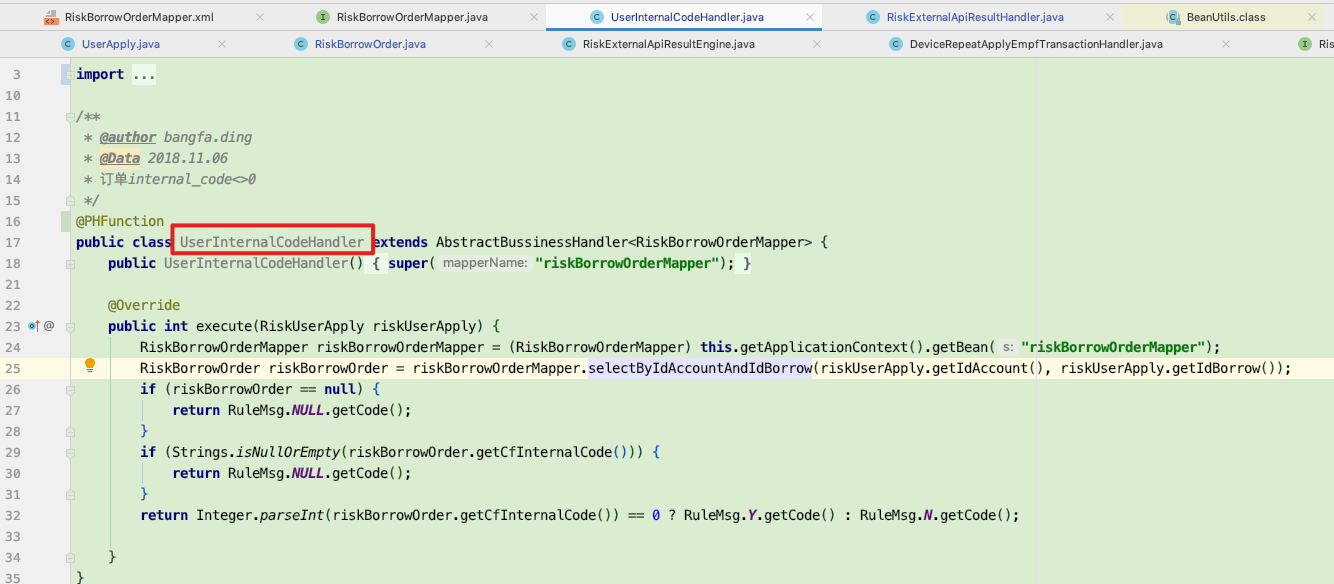 RiskBorrowOrderMapper.xml RiskBorrowOrderMapper.java UserInternalCodeHandler.java RiskExternalApiResultHandler.java BeanUtils.class
UserApply.java RiskBorrowOrder.java RiskExternalApiResultEngine.java DeviceRepeatApplyEmpfTransactionHandler.java Ris
3 import ...
10
11 /**
12 * @author bangfa.ding
13 * @Data 2018.11.06
14 * 订单internal_code<>0
15 */
16 @PHFunction
17 public class UserInternalCodeHandler extends AbstractBussinessHandler<RiskBorrowOrderMapper> {
18 public UserInternalCodeHandler() { super( mapperName: "riskBorrowOrderMapper"); }
21
22 @Override
23 @ public int execute(RiskUserApply riskUserApply) {
24 RiskBorrowOrderMapper riskBorrowOrderMapper = (RiskBorrowOrderMapper) this.getApplicationContext().getBean( s: "riskBorrowOrderMapper");
25 RiskBorrowOrder riskBorrowOrder = riskBorrowOrderMapper.selectByIdAccountAndIdBorrow(riskUserApply.getIdAccount(), riskUserApply.getIdBorrow());
26 if (riskBorrowOrder == null) {
27 return RuleMsg.NULL.getCode();
28 }
29 if (Strings.isNullOrEmpty(riskBorrowOrder.getCfInternalCode())) {
30 return RuleMsg.NULL.getCode();
31 }
32 return Integer.parseInt(riskBorrowOrder.getCfInternalCode()) == 0 ? RuleMsg.Y.getCode() : RuleMsg.N.getCode();
33
34 }
35 }